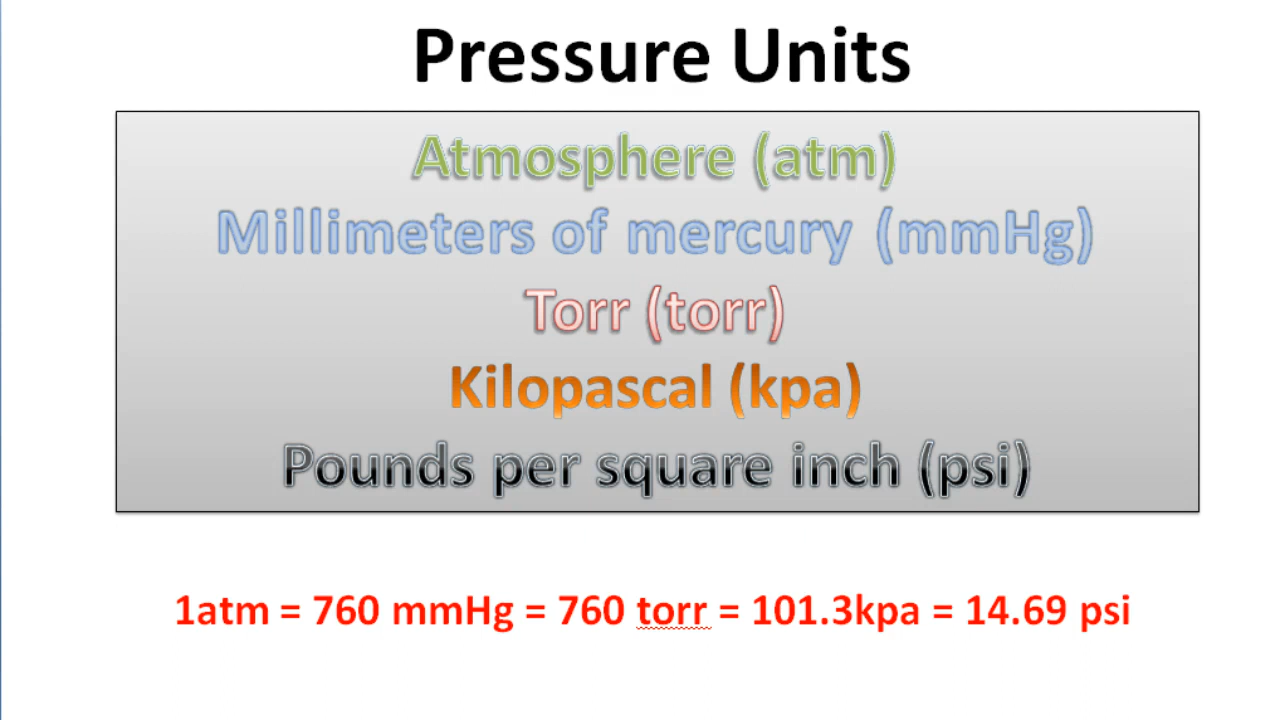 Pressure Units
Atmosphere (atm)
Millimeters of mercury (mmHg)
Torr (torr)
Kilopascal (kpa)
Pounds per square inch (psi)
1atm = 760 mmHg = 760 torr = 101.3kpa = 14.69 psi